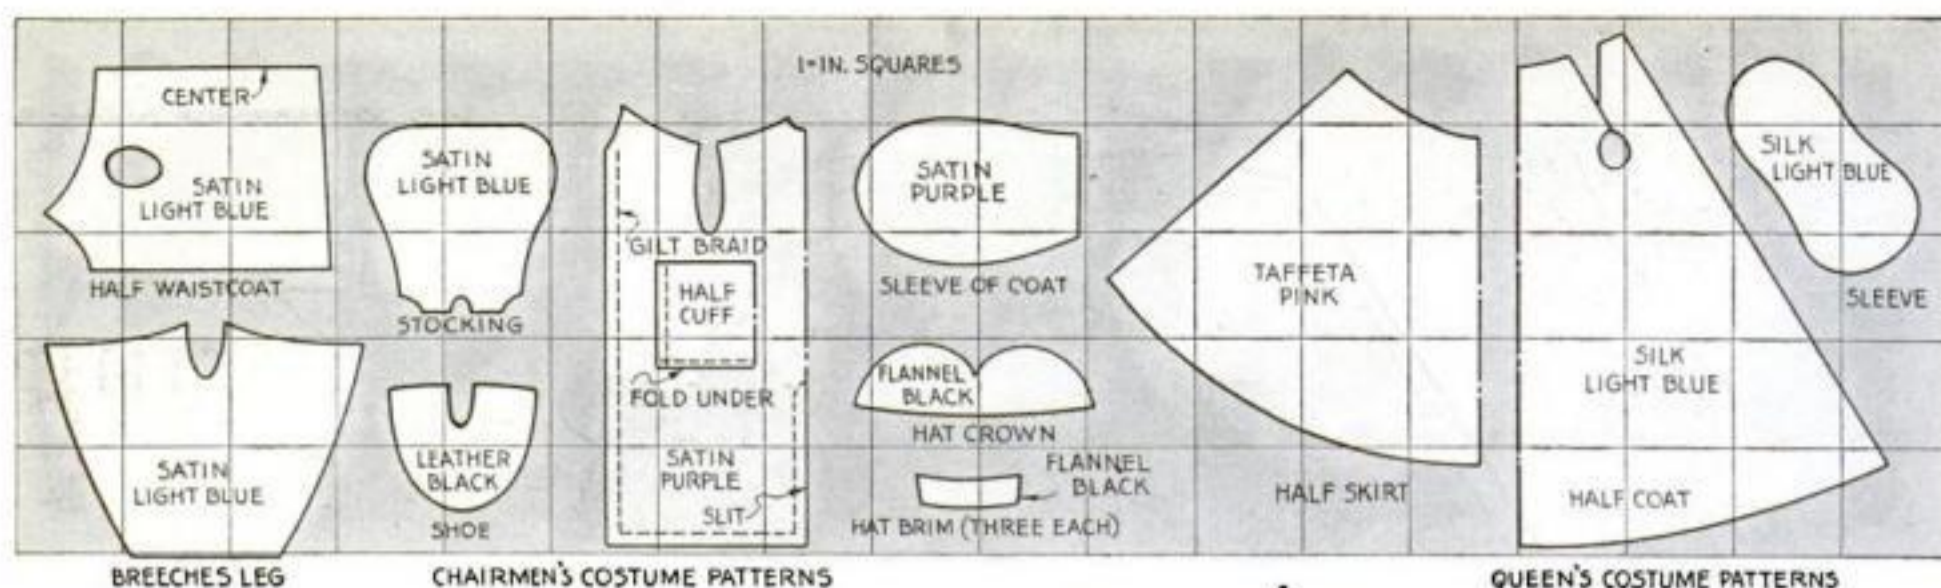 1-IN. SQUARES
CENTER
SATIN
LIGHT BLUE
HALF WAISTCOAT
SATIN
LIGHT BLUE
BREECHES LEG
SATIN
LIGHT BLUE
STOCKING
LEATHER
BLACK
SHOE
GILT BRAID
HALF
CUFF
FOLD UNDER
SATIN
PURPLE
SLIT
SATIN
PURPLE
SLEEVE OF COAT
FLANNEL
BLACK
HAT CROWN
FLANNEL
BLACK
HAT BRIM (THREE EACH)
CHAIRMEN'S COSTUME PATTERNS
TAFFETA
PINK
HALF SKIRT
SILK
LIGHT BLUE
HALF COAT
SILK
LIGHT BLUE
SLEEVE
QUEEN'S COSTUME PATTERNS